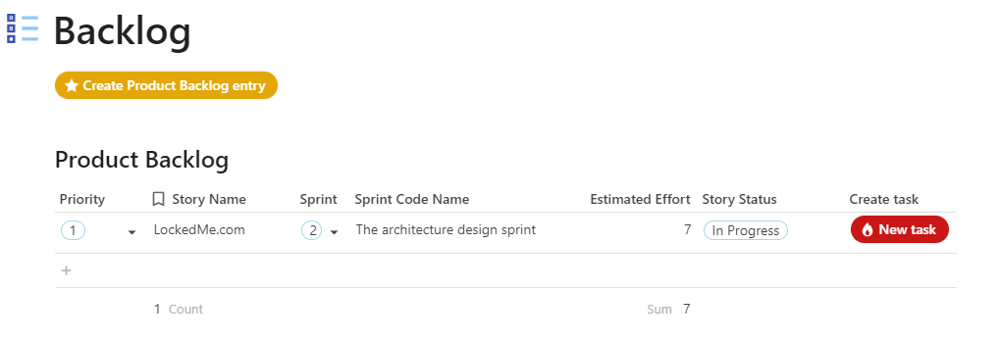 Backlog
Create Product Backlog entry
Product Backlog
Priority Story Name Sprint Sprint Code Name Estimated Effort Story Status Create task
1 LockedMe.com 2 The architecture design sprint 7 In Progress New task
+
1 Count Sum 7